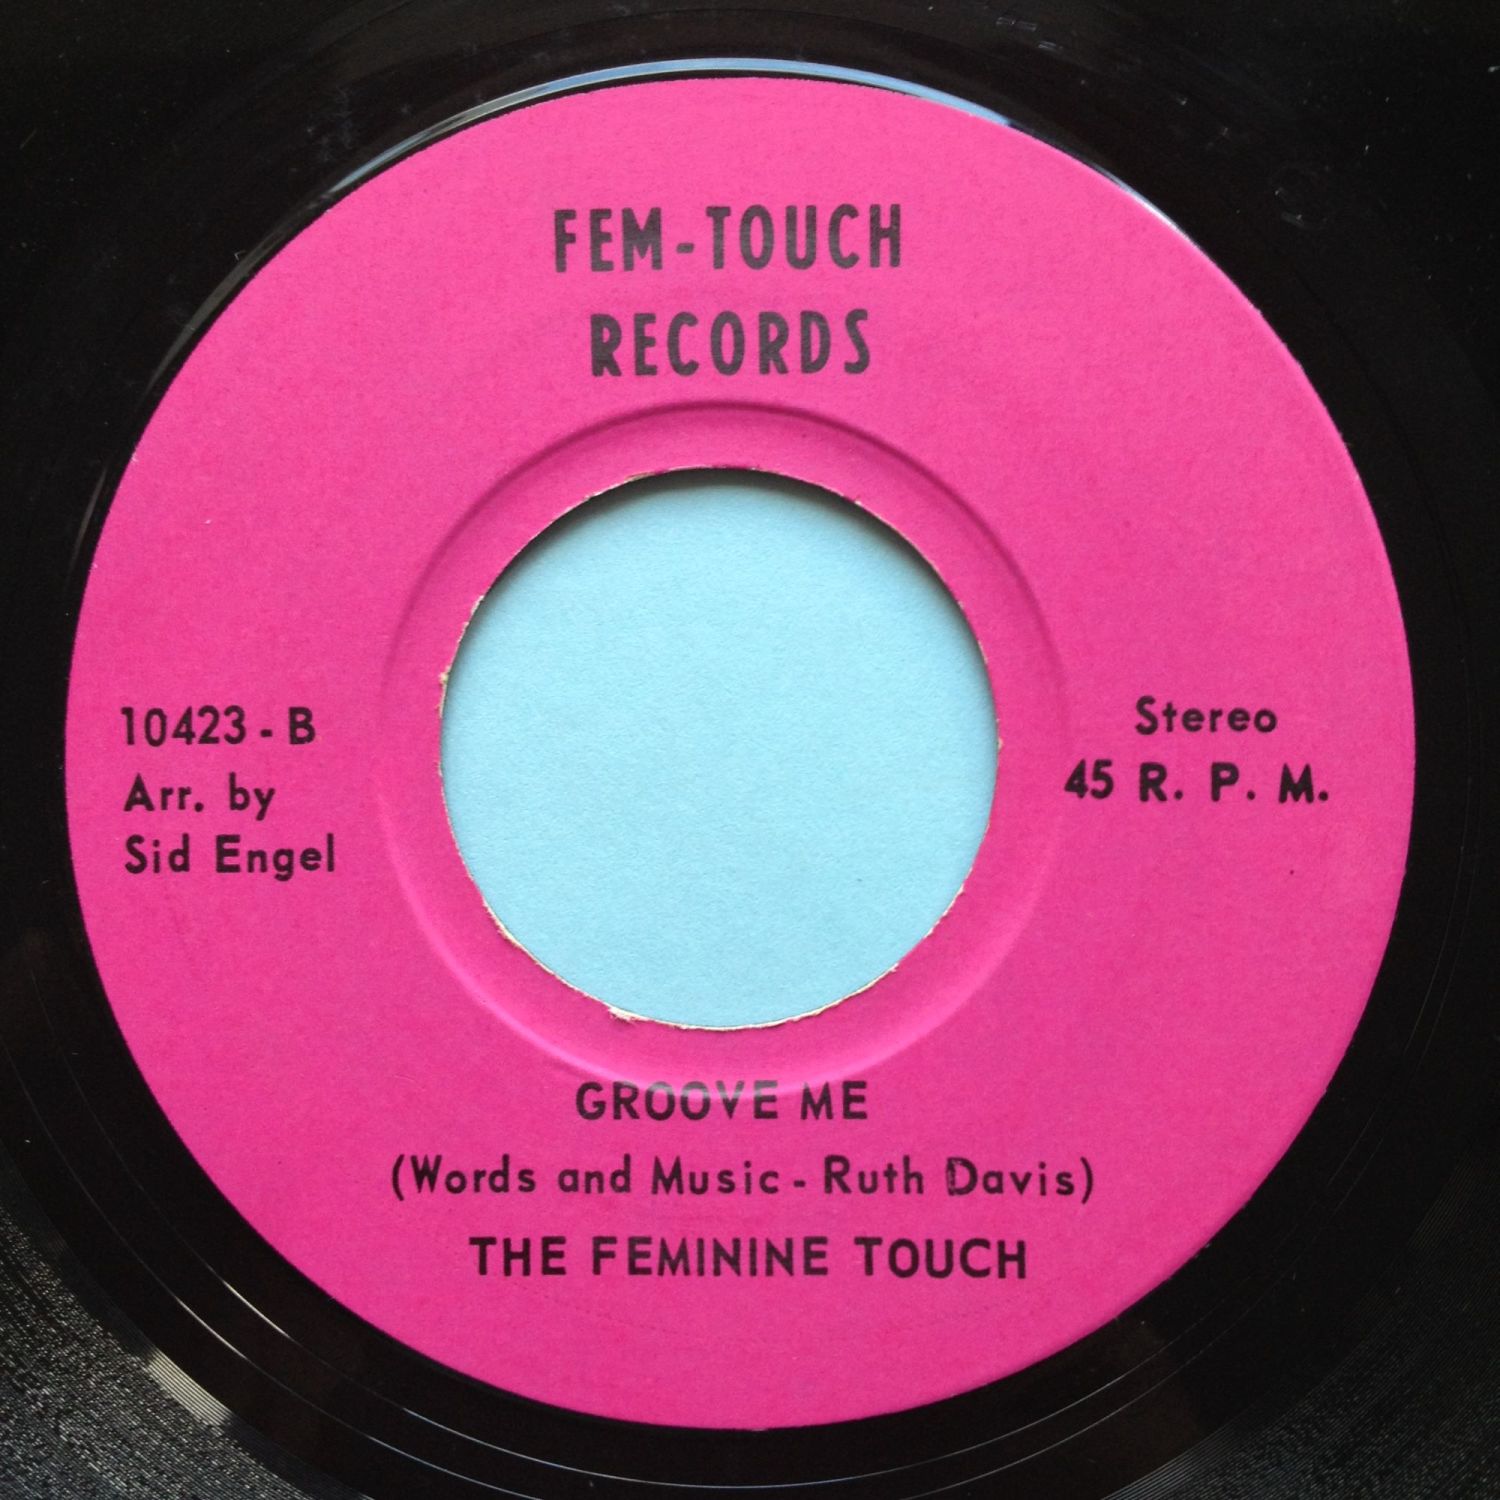 FEM-TOUCH
RECORDS
10423-B
Arr. by
Sid Engel
Stereo
45 R. P. M.
GROOVE ME
(Words and Music - Ruth Davis)
THE FEMININE TOUCH